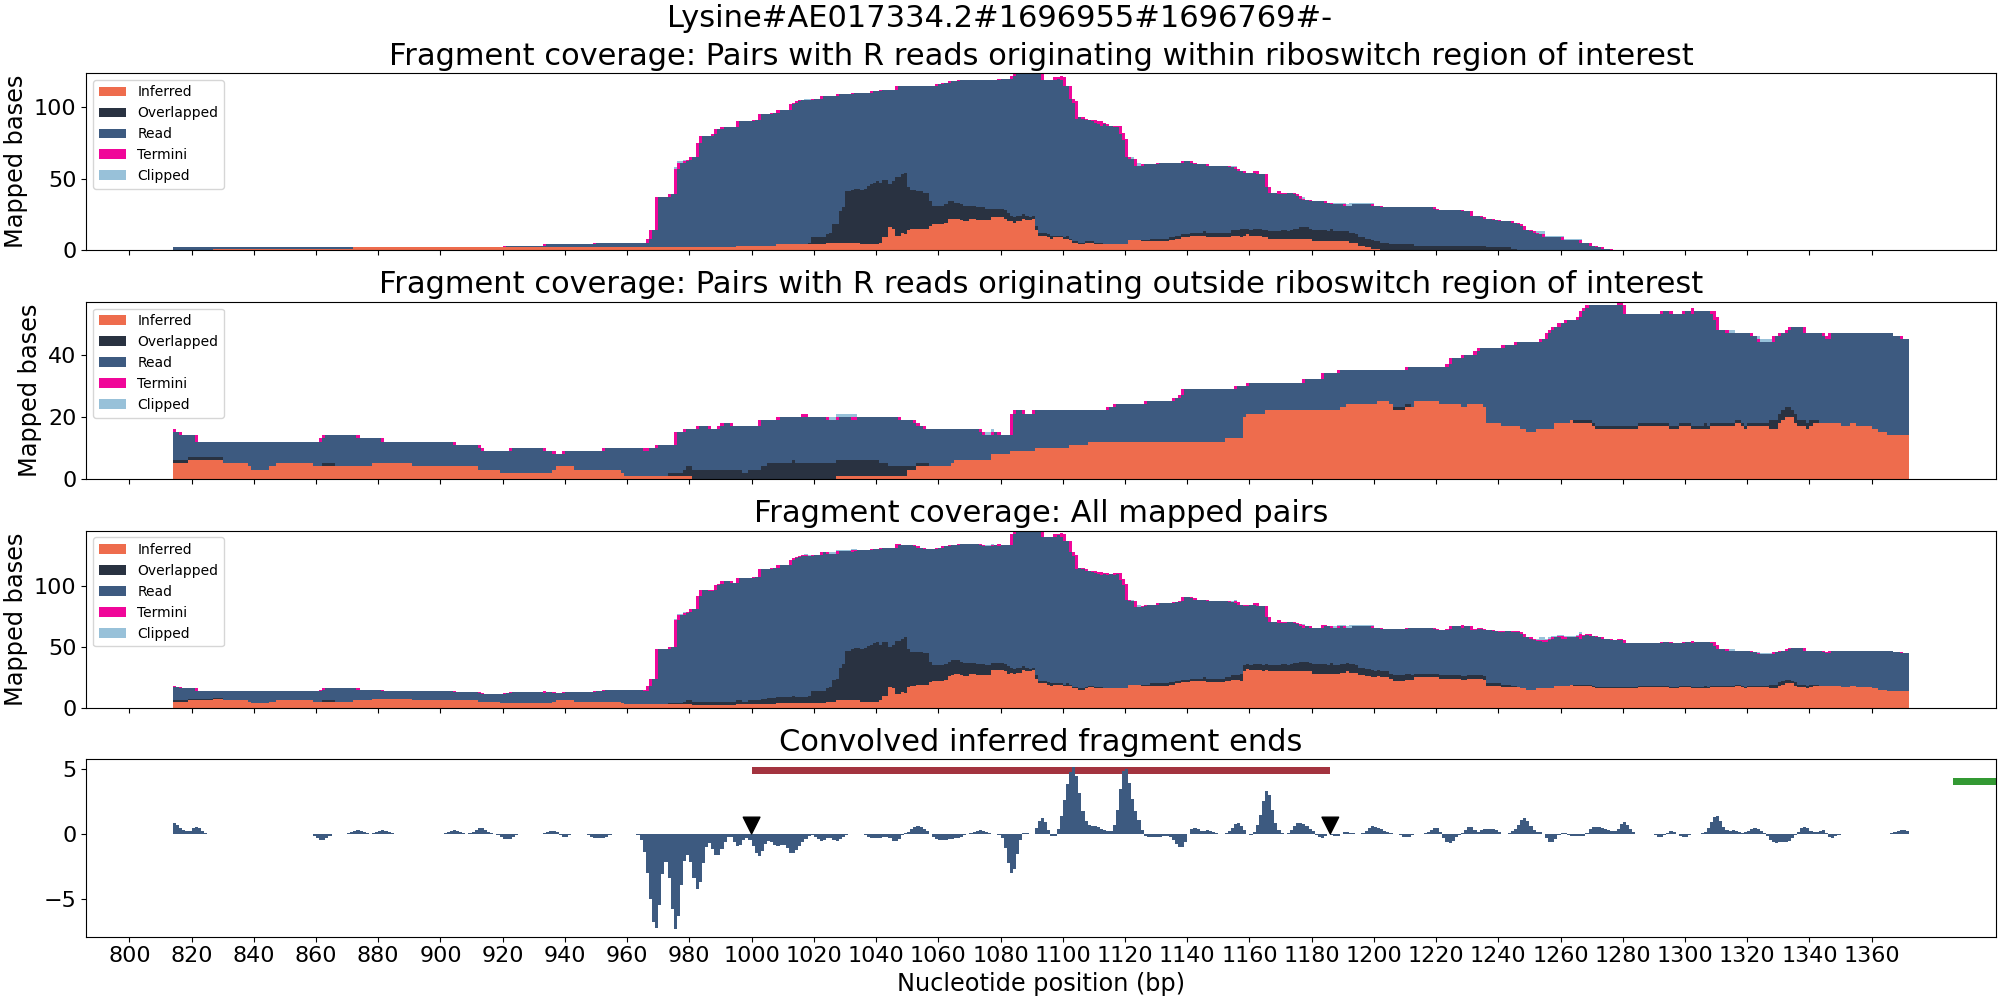 Lysine#AE017334.2#1696955#1696769#-
Fragment coverage: Pairs with R reads originating within riboswitch region of interest
Mapped bases
100
50
0
Inferred
Overlapped
Read
Termini
Clipped
Fragment coverage: Pairs with R reads originating outside riboswitch region of interest
Mapped bases
40
20
0
Inferred
Overlapped
Read
Termini
Clipped
Fragment coverage: All mapped pairs
Mapped bases
100
50
0
Inferred
Overlapped
Read
Termini
Clipped
Convolved inferred fragment ends
5
0
−5
800 820 840 860 880 900 920 940 960 980 1000 1020 1040 1060 1080 1100 1120 1140 1160 1180 1200 1220 1240 1260 1280 1300 1320 1340 1360
Nucleotide position (bp)